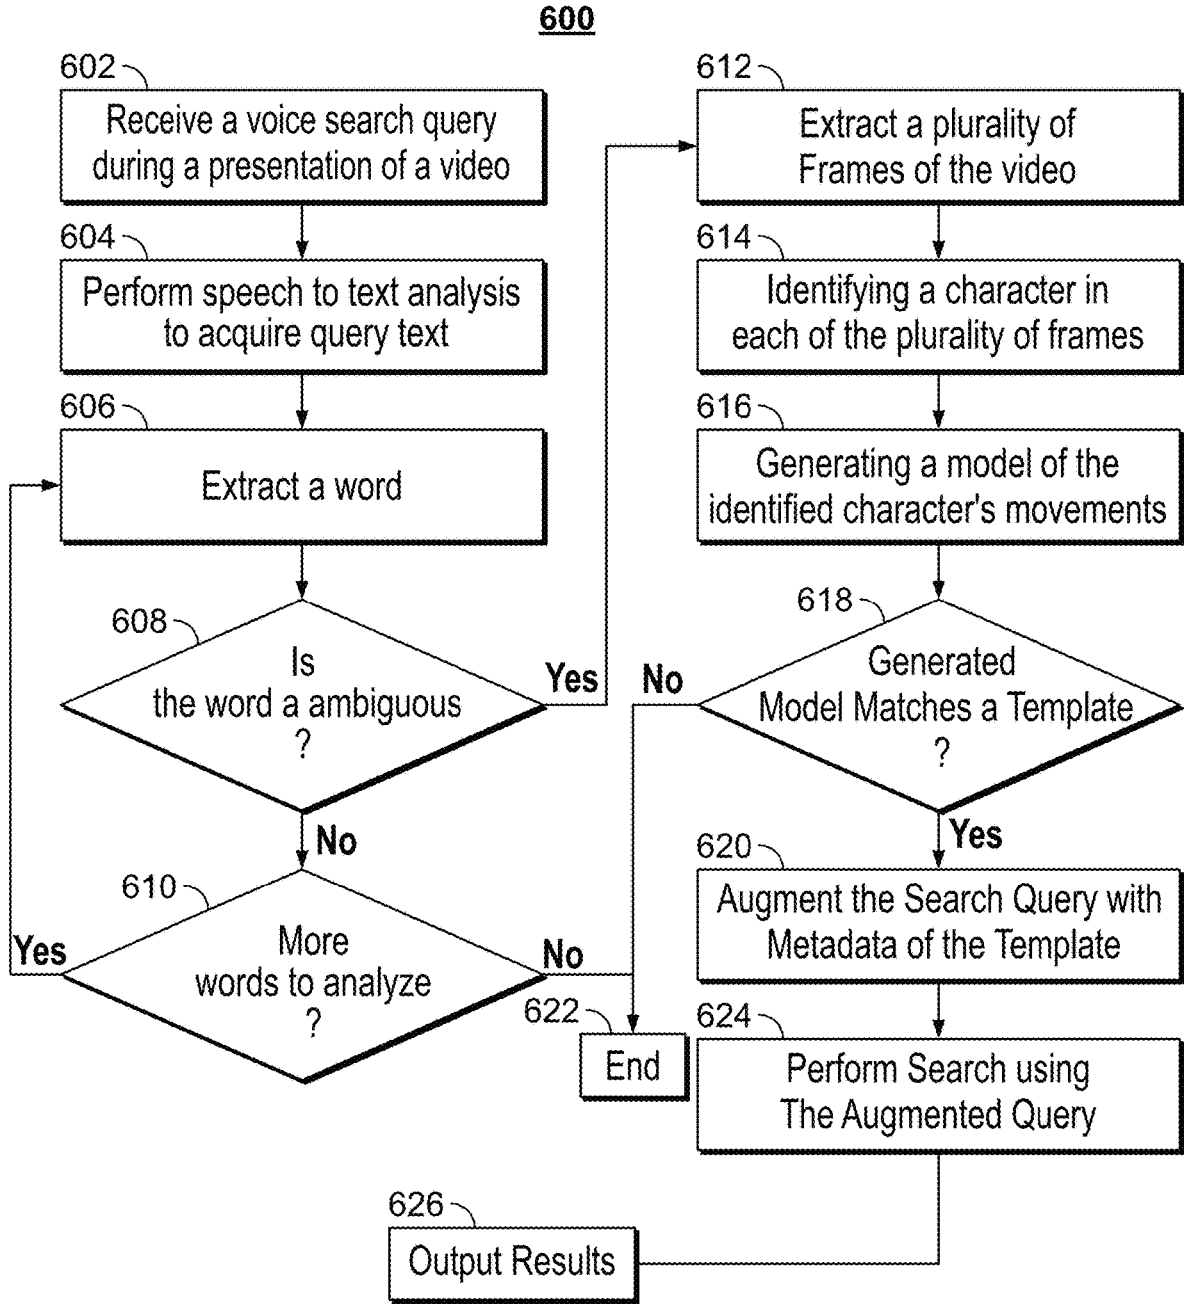 600
602
Receive a voice search query
during a presentation of a video
604
Perform speech to text analysis
to acquire query text
606
Extract a word
608
Is
the word a ambiguous
?
Yes
No
610
More
words to analyze
?
Yes
No
612
Extract a plurality of
Frames of the video
614
Identifying a character in
each of the plurality of frames
616
Generating a model of the
identified character's movements
618
Generated
Model Matches a Template
?
No
Yes
620
Augment the Search Query with
Metadata of the Template
622
End
624
Perform Search using
The Augmented Query
626
Output Results